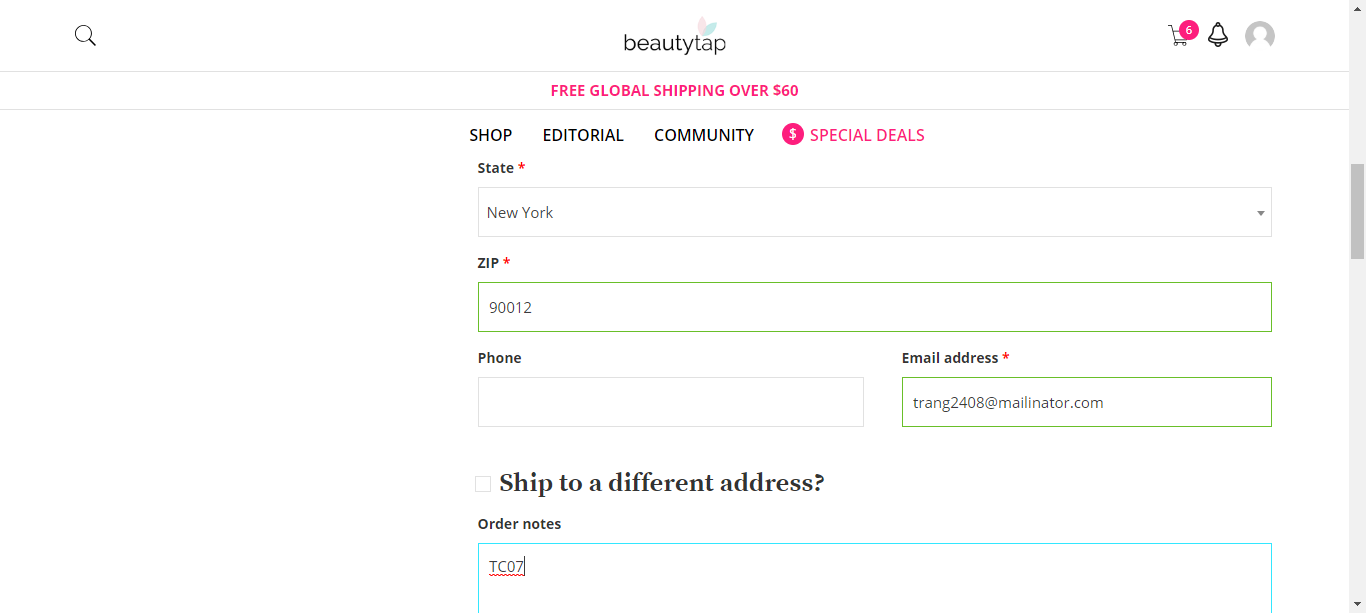 beautytap
6
FREE GLOBAL SHIPPING OVER $60
SHOP EDITORIAL COMMUNITY $ SPECIAL DEALS
State *
New York
ZIP *
90012
Phone
Email address *
trang2408@mailinator.com
Ship to a different address?
Order notes
TC07